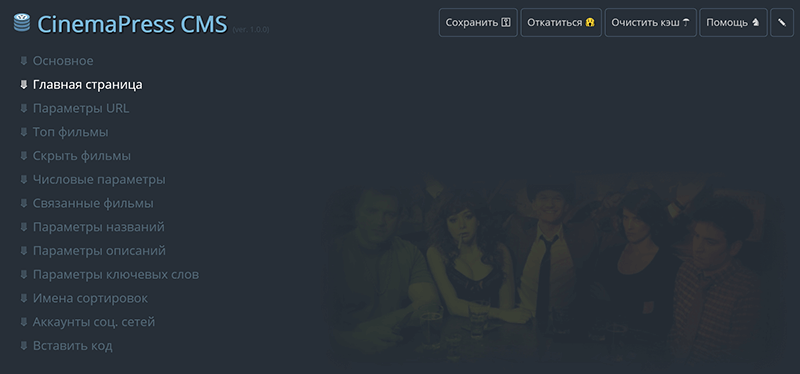 CinemaPress CMS [ver. 1.0.0]
Сохранить
Откатиться
Очистить кэш
Помощь
Основное
Главная страница
Параметры URL
Топ фильмы
Скрыть фильмы
Числовые параметры
Связанные фильмы
Параметры названий
Параметры описаний
Параметры ключевых слов
Имена сортировок
Аккаунты соц. сетей
Вставить код